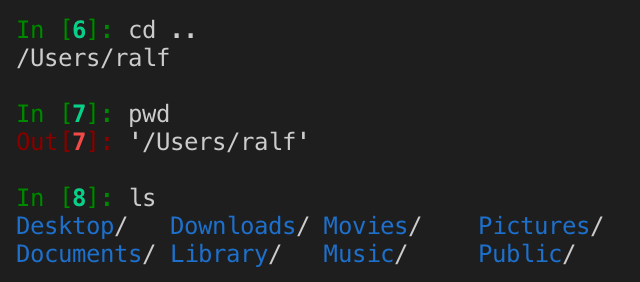 In [6]: cd ..
/Users/ralf
In [7]: pwd
Out[7]: '/Users/ralf'
In [8]: ls
Desktop/   Downloads/ Movies/    Pictures/
Documents/ Library/   Music/     Public/